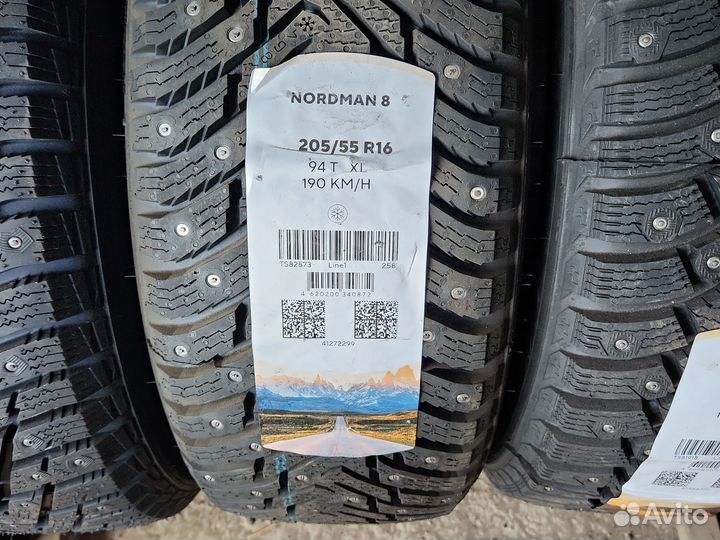 NORDMAN 8
205/55 R16
94 T XL
190 KM/H
TS82573 Line1 258
4 620200 340872
41272299
Avito